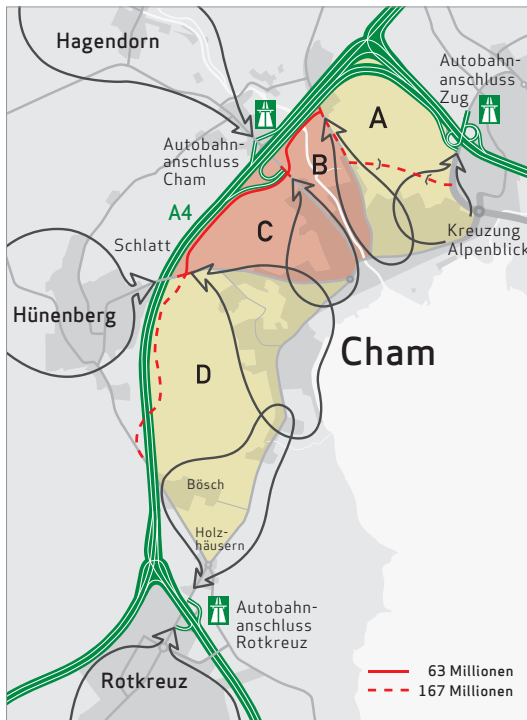 Hagendorn
Autobahn-
anschluss
Zug
A
Autobahn-
anschluss
Cham
B
A4
C
Kreuzung
Alpenblick
Schlatt
Hünenberg
Cham
D
Bösch
Holz-
häusern
Autobahn-
anschluss
Rotkreuz
Rotkreuz
63 Millionen
167 Millionen